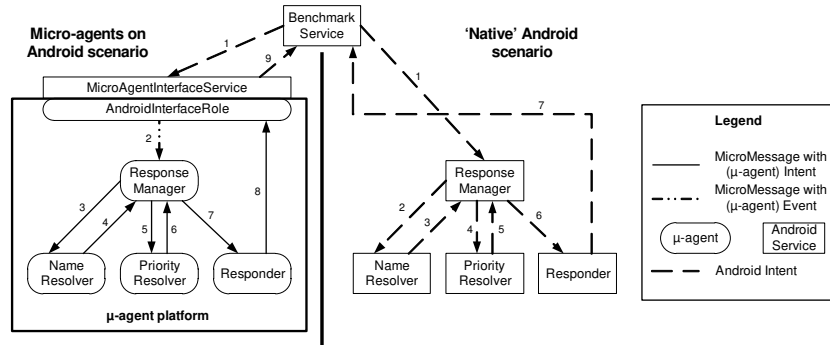 Micro-agents on
Android scenario
Benchmark
Service
'Native' Android
scenario
1
9
1
MicroAgentInterfaceService
AndroidInterfaceRole
7
2
8
Response
Manager
3
4
5
6
7
Name
Resolver
Priority
Resolver
Responder
µ-agent platform
Response
Manager
2
3
4
5
6
Name
Resolver
Priority
Resolver
Responder
Legend
MicroMessage with
(µ-agent) Intent
MicroMessage with
(µ-agent) Event
µ-agent
Android
Service
Android Intent